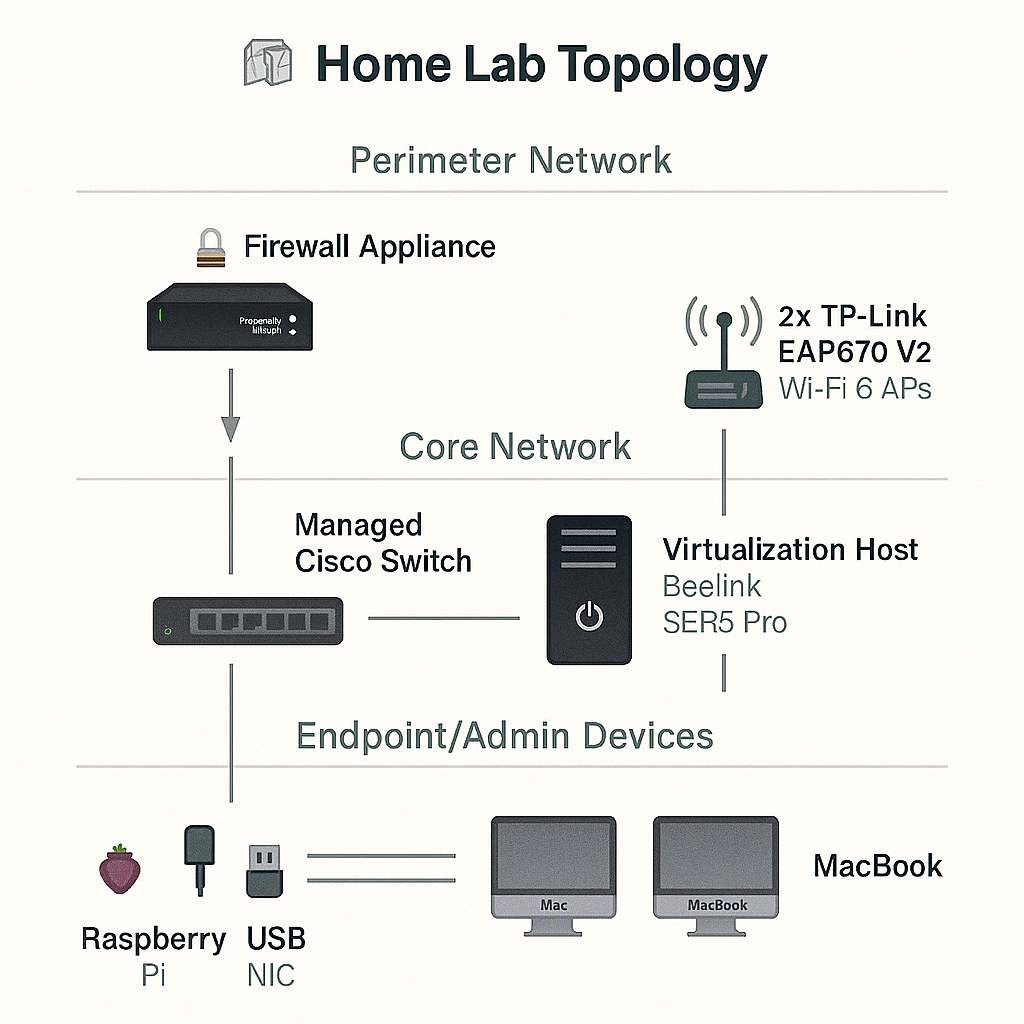 Home Lab Topology
Perimeter Network
Firewall Appliance
Propenally
2x TP-Link
EAP670 V2
Wi-Fi 6 APs
Core Network
Managed
Cisco Switch
Virtualization Host
Beelink
SER5 Pro
Endpoint/Admin Devices
Mac
MacBook
MacBook
Raspberry
Pi
USB
NIC